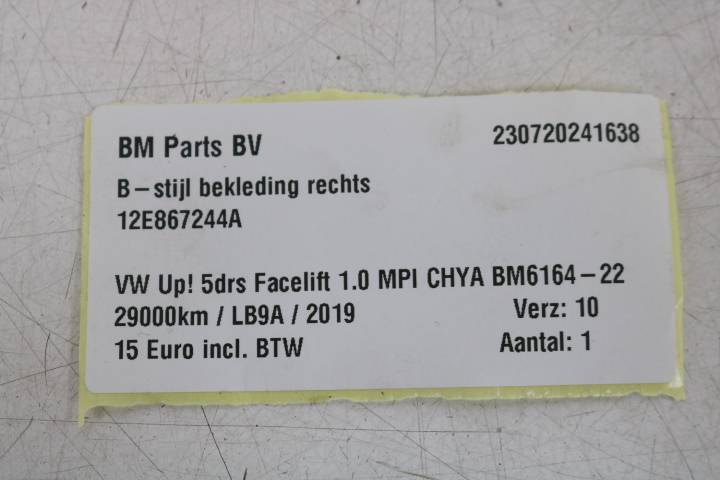 BM Parts BV 230720241638
B-stijl bekleding rechts
12E867244A
VW Up! 5drs Facelift 1.0 MPI CHYA BM6164-22
29000km / LB9A / 2019 Verz: 10
15 Euro incl. BTW Aantal: 1